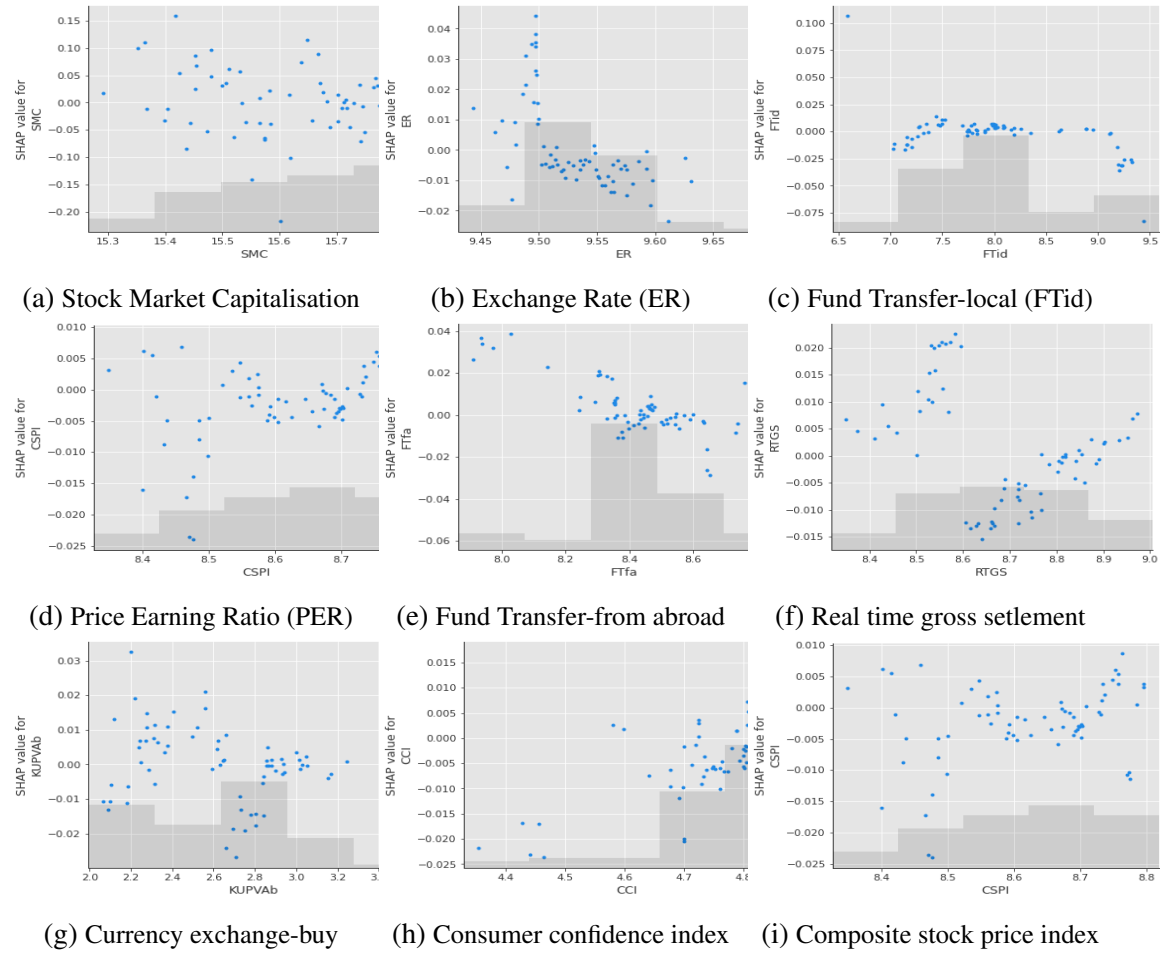 0.15
0.10
0.05
0.00
−0.05
−0.10
−0.15
−0.20
SHAP value for
SMC
15.3 15.4 15.5 15.6 15.7
SMC
0.04
0.03
0.02
0.01
0.00
−0.01
−0.02
SHAP value for
ER
9.45 9.50 9.55 9.60 9.65
ER
0.100
0.075
0.050
0.025
0.000
−0.025
−0.050
−0.075
SHAP value for
FTid
6.5 7.0 7.5 8.0 8.5 9.0 9.5
FTid
(a) Stock Market Capitalisation
(b) Exchange Rate (ER)
(c) Fund Transfer-local (FTid)
0.010
0.005
0.000
−0.005
−0.010
−0.015
−0.020
−0.025
SHAP value for
CSPI
8.4 8.5 8.6 8.7
CSPI
0.04
0.02
0.00
−0.02
−0.04
−0.06
SHAP value for
FTfa
8.0 8.2 8.4 8.6
FTfa
0.020
0.015
0.010
0.005
0.000
−0.005
−0.010
−0.015
SHAP value for
RTGS
8.4 8.5 8.6 8.7 8.8 8.9 9.0
RTGS
(d) Price Earning Ratio (PER)
(e) Fund Transfer-from abroad
(f) Real time gross setlement
0.03
0.02
0.01
0.00
−0.01
−0.02
SHAP value for
KUPVAb
2.0 2.2 2.4 2.6 2.8 3.0 3.2 3.
KUPVAb
0.015
0.010
0.005
0.000
−0.005
−0.010
−0.015
−0.020
−0.025
SHAP value for
CCI
4.4 4.5 4.6 4.7 4.8
CCI
0.010
0.005
0.000
−0.005
−0.010
−0.015
−0.020
−0.025
SHAP value for
CSPI
8.4 8.5 8.6 8.7 8.8
CSPI
(g) Currency exchange-buy
(h) Consumer confidence index
(i) Composite stock price index